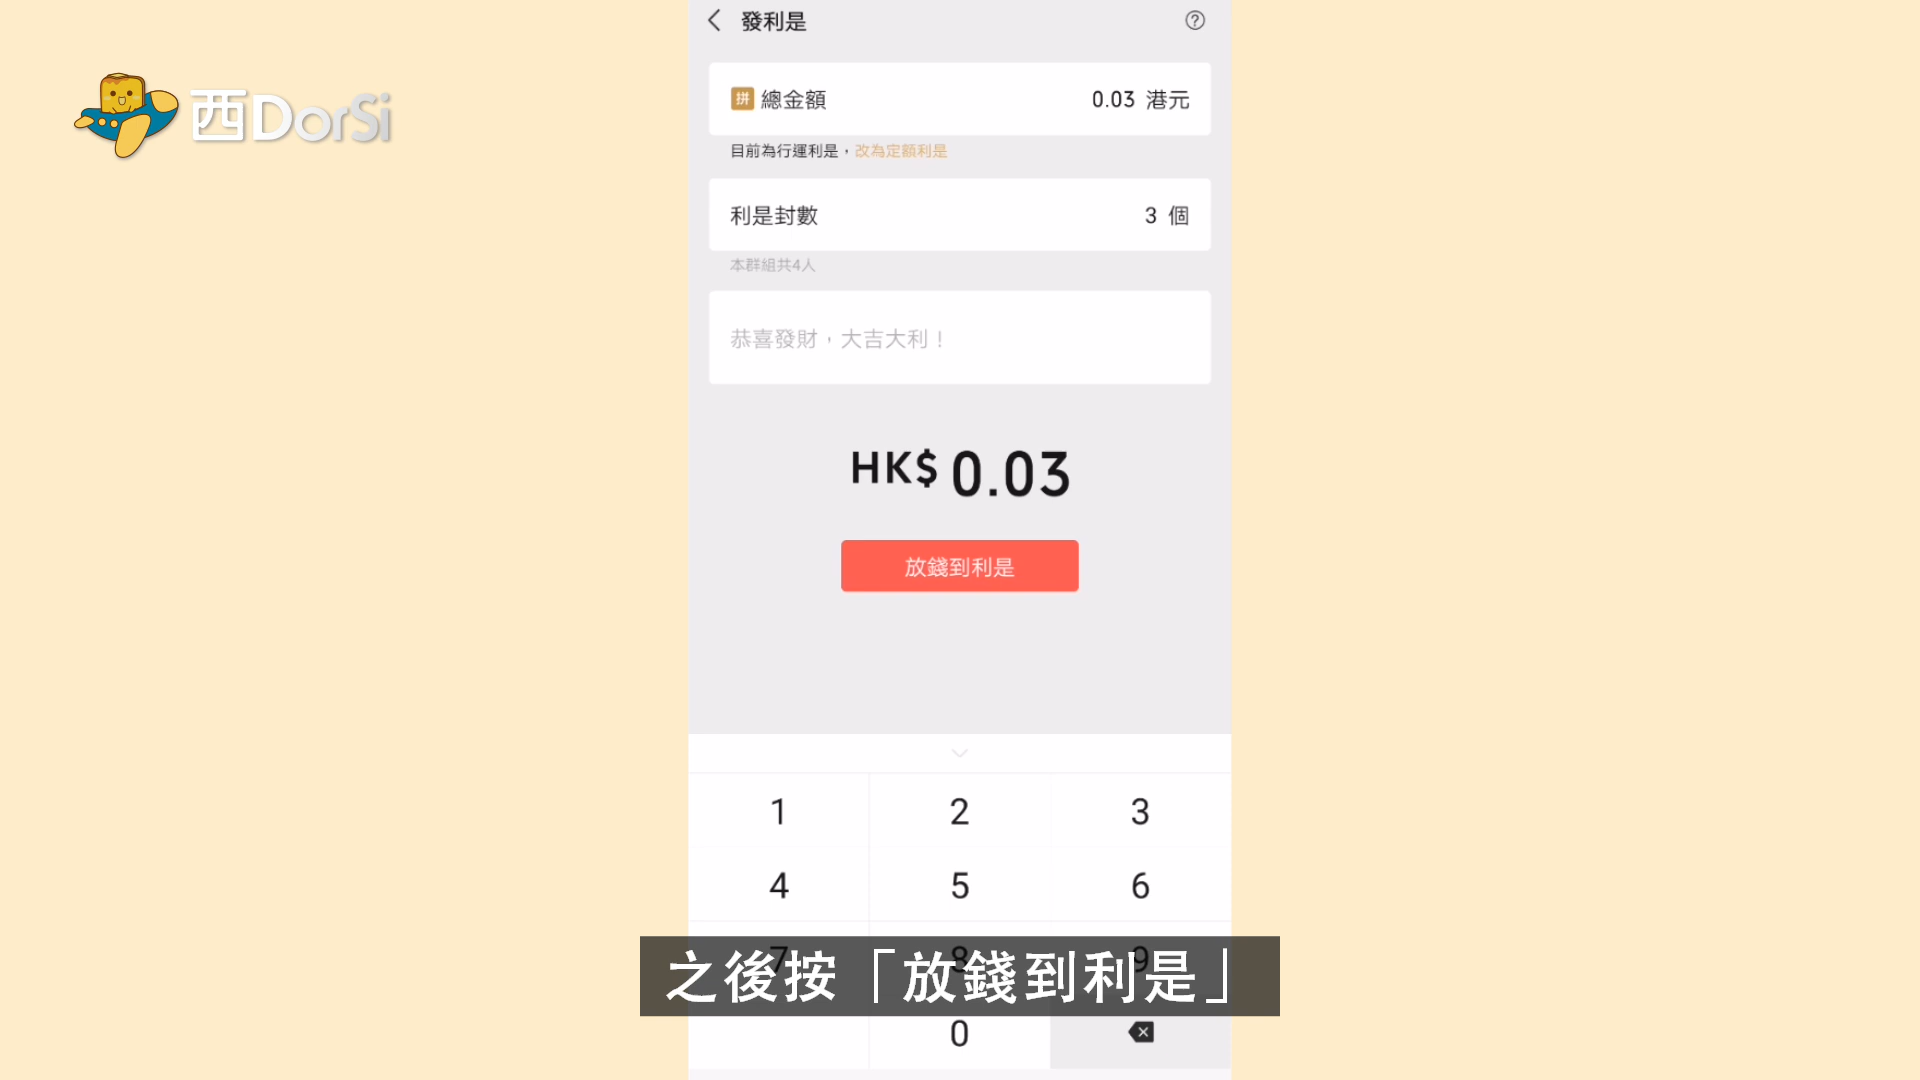 發利是
西DorSi
拼 總金額 0.03 港元
目前為行運利是，改為定額利是
利是封數 3 個
本群組共4人
恭喜發財，大吉大利！
HK$ 0.03
放錢到利是
1 2 3
4 5 6
7 8 9
之後按「放錢到利是」
0